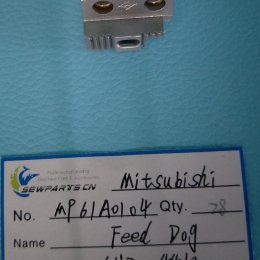 Mitsubishi
SEWPARTS.CN
No. MP61A0104 Qty. 28
Name Feed Dog